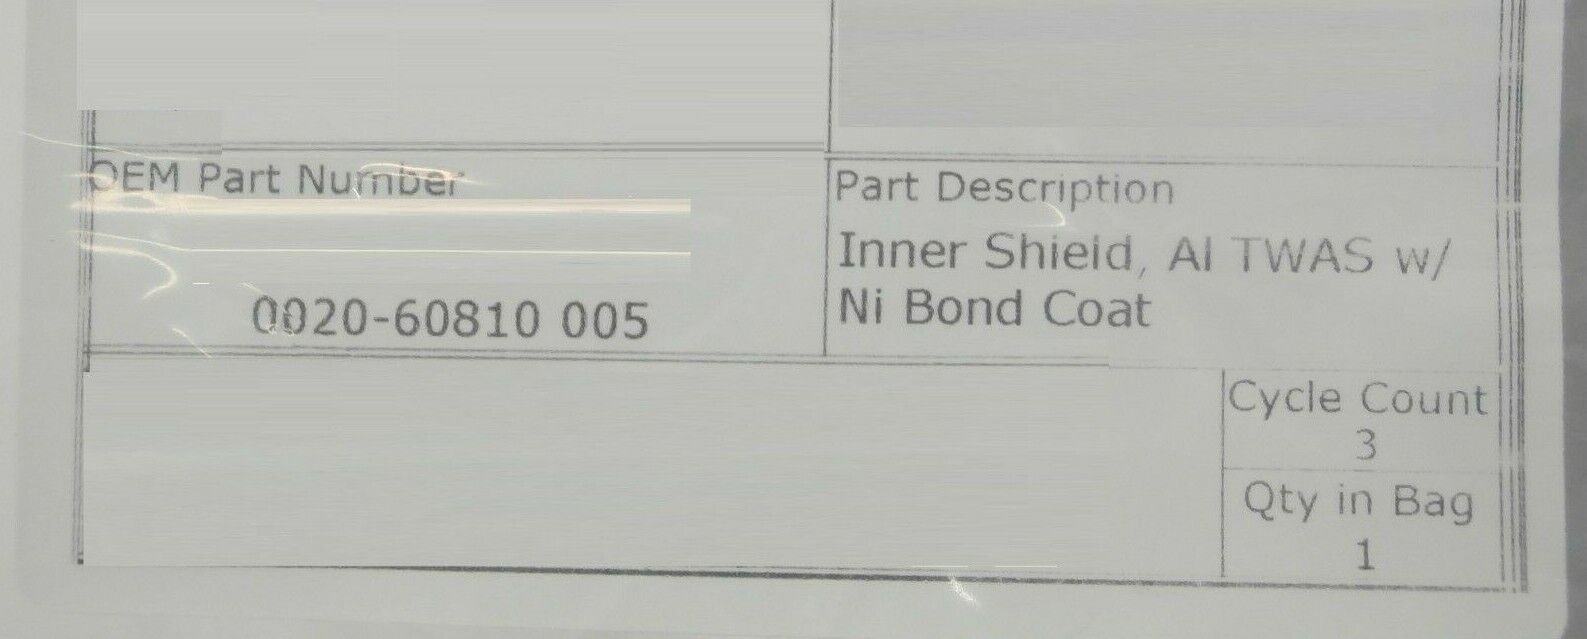 OEM Part Number
0020-60810 005
Part Description
Inner Shield, Al TWAS w/
Ni Bond Coat
Cycle Count
3
Qty in Bag
1